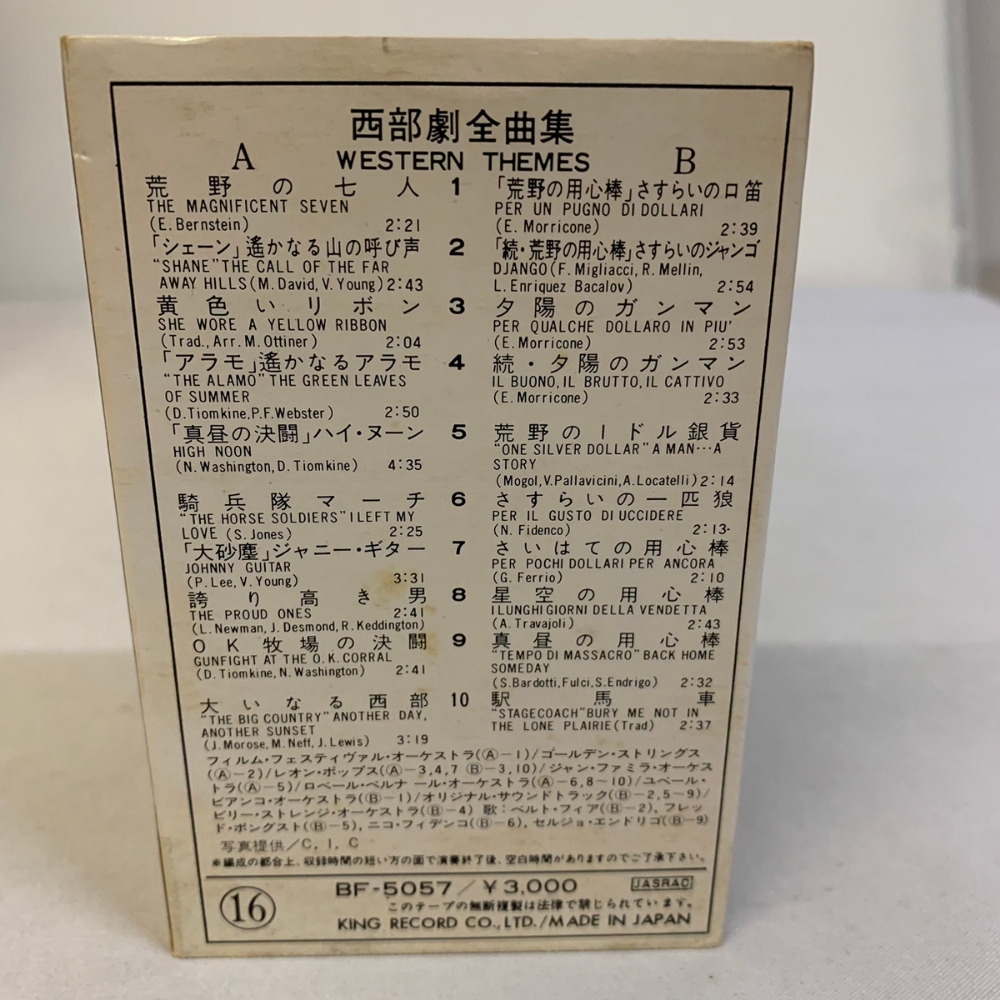 西部劇全曲集
A WESTERN THEMES B
荒野の七人 1
THE MAGNIFICENT SEVEN
(E. Bernstein) 2:21
「シェーン」遙かなる山の呼び声 2
“SHANE” THE CALL OF THE FAR
AWAY HILLS (M. David, V. Young) 2:43
黄色いリボン 3
SHE WORE A YELLOW RIBBON
(Trad., Arr. M. Ottiner) 2:04
「アラモ」遙かなるアラモ 4
“THE ALAMO” THE GREEN LEAVES
OF SUMMER
(D. Tiomkine, P.F. Webster) 2:50
「真昼の決闘」ハイ・ヌーン 5
HIGH NOON
(N. Washington, D. Tiomkine) 4:35
騎兵隊マーチ 6
“THE HORSE SOLDIERS” I LEFT MY
LOVE (S. Jones) 2:25
「大砂塵」ジャニー・ギター 7
JOHNNY GUITAR
(P. Lee, V. Young) 3:31
誇り高き男 8
THE PROUD ONES 2:41
(L. Newman, J. Desmond, R. Keddington)
OK牧場の決闘 9
GUNFIGHT AT THE O.K. CORRAL
(D. Tiomkine, N. Washington) 2:41
大いなる西部 10
“THE BIG COUNTRY” ANOTHER DAY,
ANOTHER SUNSET
(J. Morose, M. Neff, J. Lewis) 3:19
「荒野の用心棒」さすらいの口笛
PER UN PUGNO DI DOLLARI
(E. Morricone) 2:39
「続・荒野の用心棒」さすらいのジャンゴ
DJANGO (F. Migliacci, R. Mellin,
L. Enriquez Bacalov) 2:54
夕陽のガンマン
PER QUALCHE DOLLARO IN PIU’
(E. Morricone) 2:53
続・夕陽のガンマン
IL BUONO, IL BRUTTO, IL CATTIVO
(E. Morricone) 2:33
荒野の1ドル銀貨
“ONE SILVER DOLLAR” A MAN…A
STORY
(Mogol, V. Pallavicini, A. Locatelli) 2:14
さすらいの一匹狼
PER IL GUSTO DI UCCIDERE
(N. Fidenco) 2:13
さいはての用心棒
PER POCHI DOLLARI PER ANCORA
(G. Ferrio) 2:10
星空の用心棒
I LUNGHI GIORNI DELLA VENDETTA
(A. Travajoli) 2:43
真昼の用心棒
“TEMPO DI MASSACRO” BACK HOME
SOMEDAY
(S. Bardotti, Fulci, S. Endrigo) 2:32
駅馬車
“STAGECOACH” BURY ME NOT IN
THE LONE PLAIRIE (Trad) 2:37
フィルム・フェスティヴァル・オーケストラ(Ⓐ−1)/ゴールデン・ストリングス
(Ⓐ−2)/レオン・ポップス(Ⓐ−3,4,7 Ⓑ−3,10)/ジャン・ファミラ・オーケス
トラ(Ⓐ−5)/ロベール・ベルナール・オーケストラ(Ⓐ−6,8〜10)/ユベール・
ビアンコ・オーケストラ(Ⓑ−1)/オリジナル・サウンドトラック(Ⓑ−2,5〜9)/
ビリー・ストレンジ・オーケストラ(Ⓑ−4) 歌:ベルト・フィア(Ⓑ−2), フレッ
ド・ボングスト(Ⓑ−5), ニコ・フィデンコ(Ⓑ−6), セルジョ・エンドリゴ(Ⓑ−9)
写真提供/C, I, C
※編成の都合上、収録時間の短い方の面で演奏終了後、空白時間がありますのでご了承下さい。
⑯ BF-5057/¥3,000 JASRAC
このテープの無断複製は法律で禁じられています。
KING RECORD CO., LTD./MADE IN JAPAN